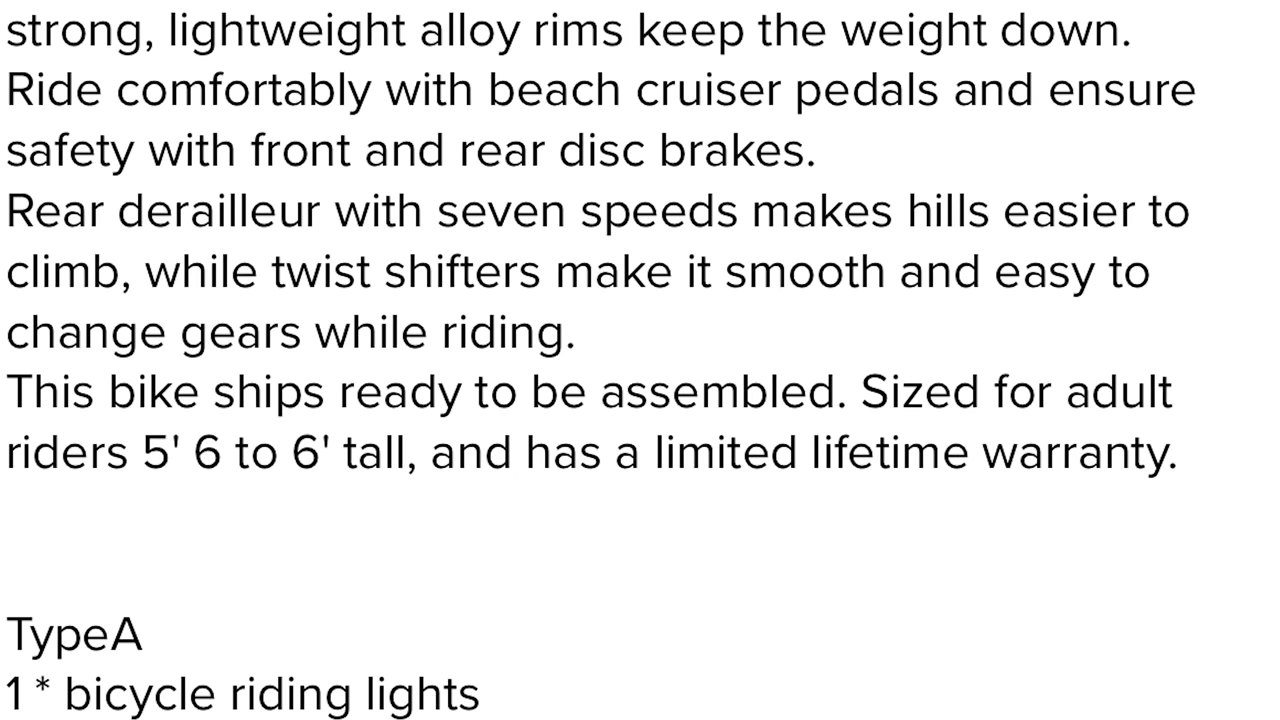 strong, lightweight alloy rims keep the weight down.
Ride comfortably with beach cruiser pedals and ensure
safety with front and rear disc brakes.
Rear derailleur with seven speeds makes hills easier to
climb, while twist shifters make it smooth and easy to
change gears while riding.
This bike ships ready to be assembled. Sized for adult
riders 5' 6 to 6' tall, and has a limited lifetime warranty.
TypeA
1 * bicycle riding lights